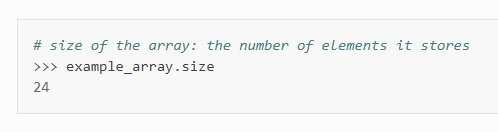 # size of the array: the number of elements it stores
>>> example_array.size
24